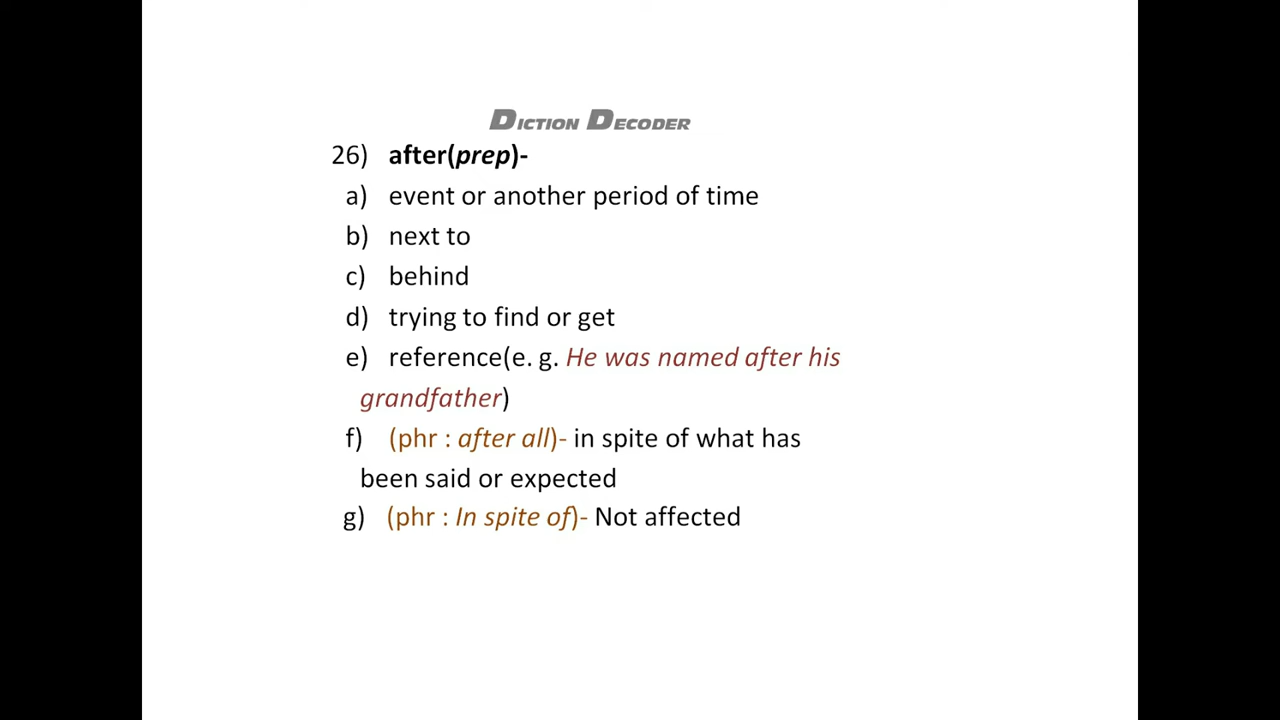 DICTION DECODER
26) after(prep)-
a) event or another period of time
b) next to
c) behind
d) trying to find or get
e) reference(e. g. He was named after his
grandfather)
f) (phr : after all)- in spite of what has
been said or expected
g) (phr : In spite of)- Not affected